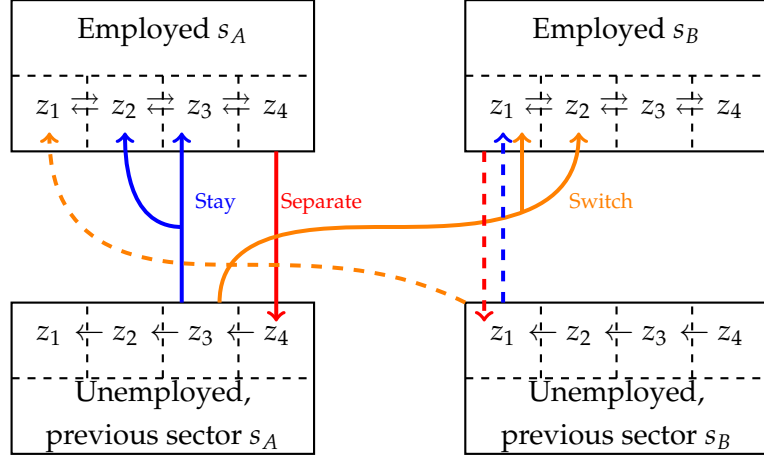 Employed s_A
Employed s_B
z_1 ⇄ z_2 ⇄ z_3 ⇄ z_4
z_1 ⇄ z_2 ⇄ z_3 ⇄ z_4
Stay
Separate
Switch
z_1 ← z_2 ← z_3 ← z_4
z_1 ← z_2 ← z_3 ← z_4
Unemployed,
previous sector s_A
Unemployed,
previous sector s_B